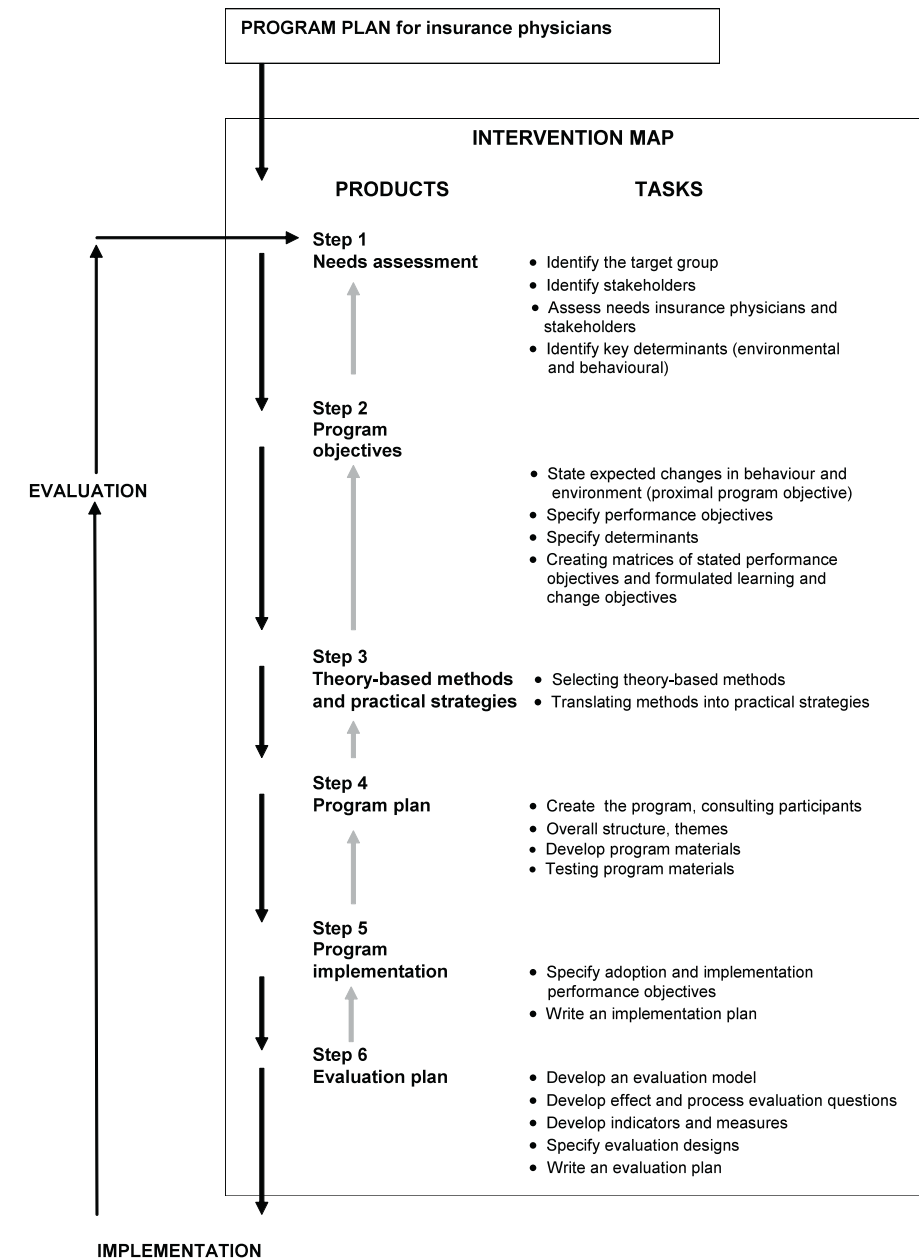 PROGRAM PLAN for insurance physicians
INTERVENTION MAP
PRODUCTS
TASKS
Step 1
Needs assessment
• Identify the target group
• Identify stakeholders
• Assess needs insurance physicians and
stakeholders
• Identify key determinants (environmental
and behavioural)
Step 2
Program
objectives
• State expected changes in behaviour and
environment (proximal program objective)
• Specify performance objectives
• Specify determinants
• Creating matrices of stated performance
objectives and formulated learning and
change objectives
EVALUATION
Step 3
Theory-based methods
and practical strategies
• Selecting theory-based methods
• Translating methods into practical strategies
Step 4
Program plan
• Create the program, consulting participants
• Overall structure, themes
• Develop program materials
• Testing program materials
Step 5
Program
implementation
• Specify adoption and implementation
performance objectives
• Write an implementation plan
Step 6
Evaluation plan
• Develop an evaluation model
• Develop effect and process evaluation questions
• Develop indicators and measures
• Specify evaluation designs
• Write an evaluation plan
IMPLEMENTATION